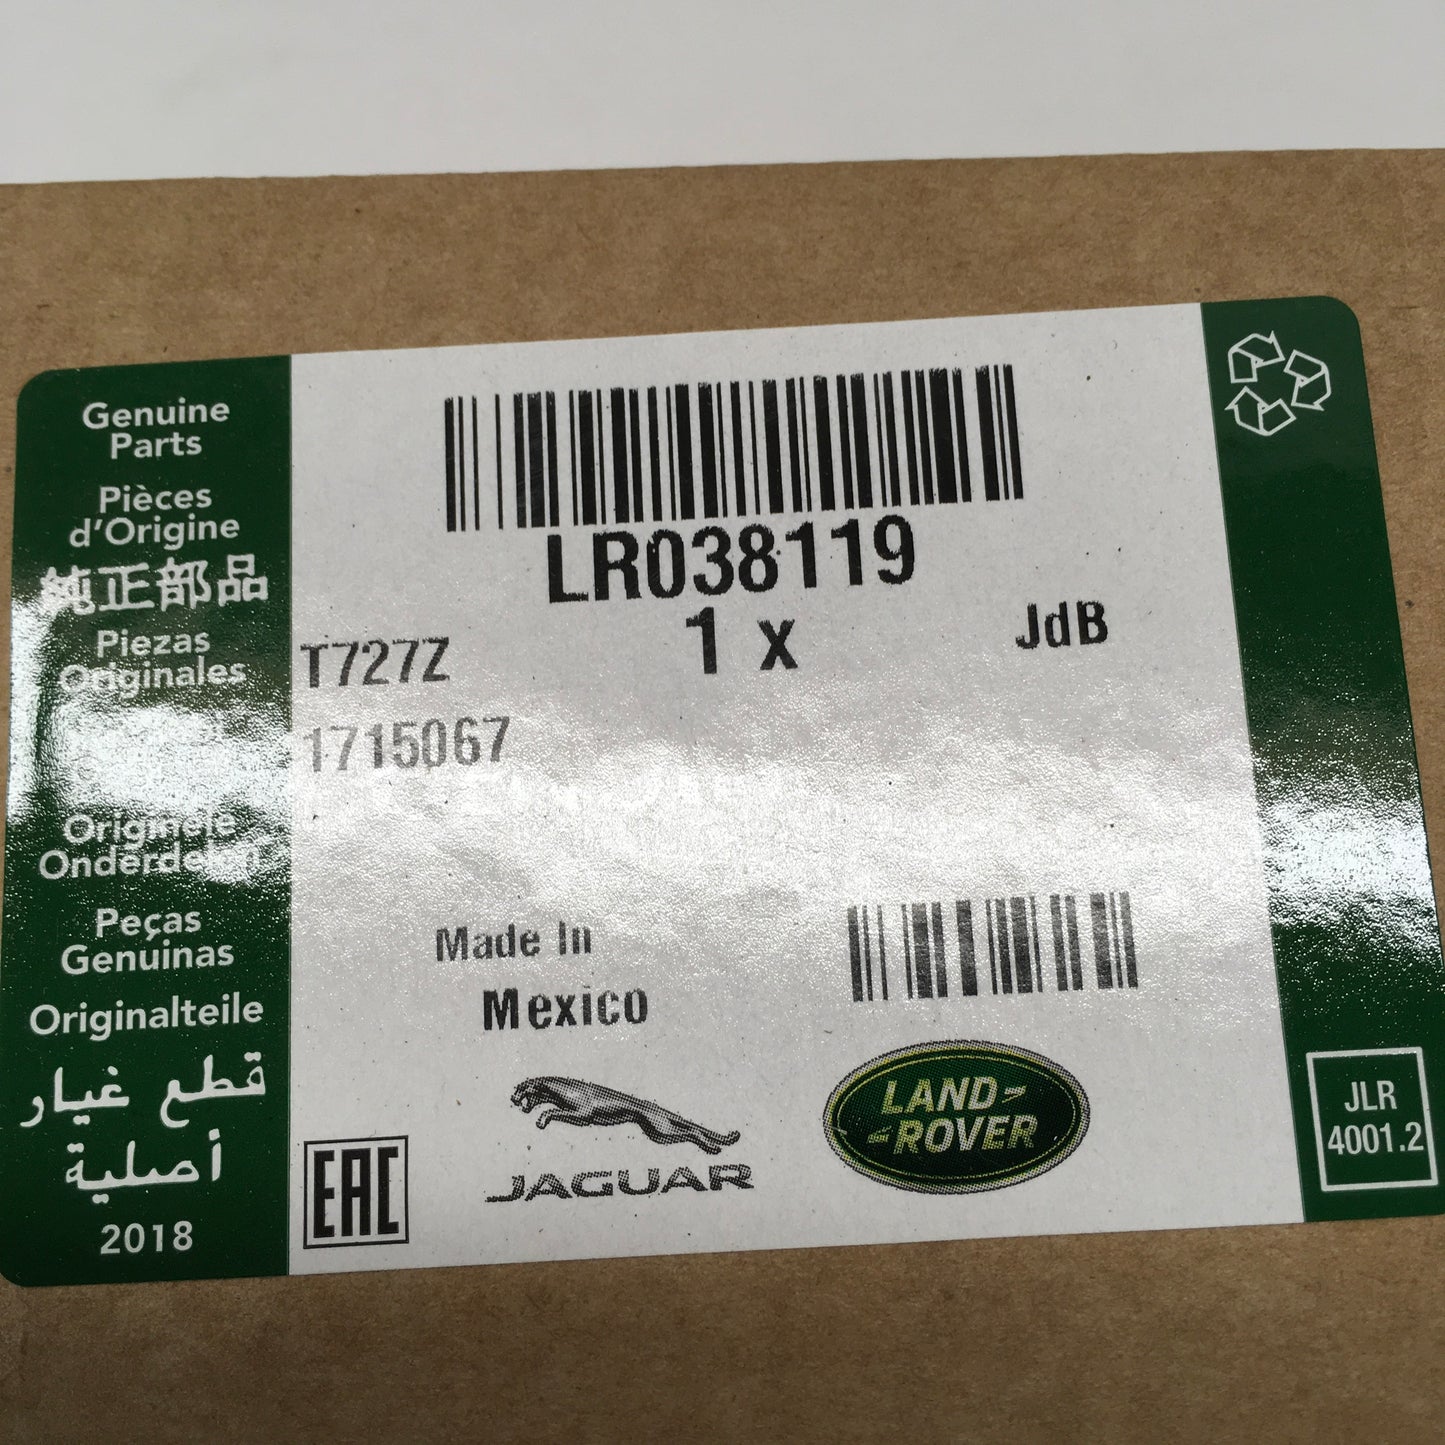 Genuine
Parts
Pièces
d'Origine
純正部品
Piezas
Originales
Originele
Onderdelen
Peças
Genuinas
Originalteile
قطع غيار
أصلية
2018
LR038119
1 x
JdB
T727Z
1715067
Made In
Mexico
EAC
JAGUAR
LAND-
-ROVER
JLR
4001.2